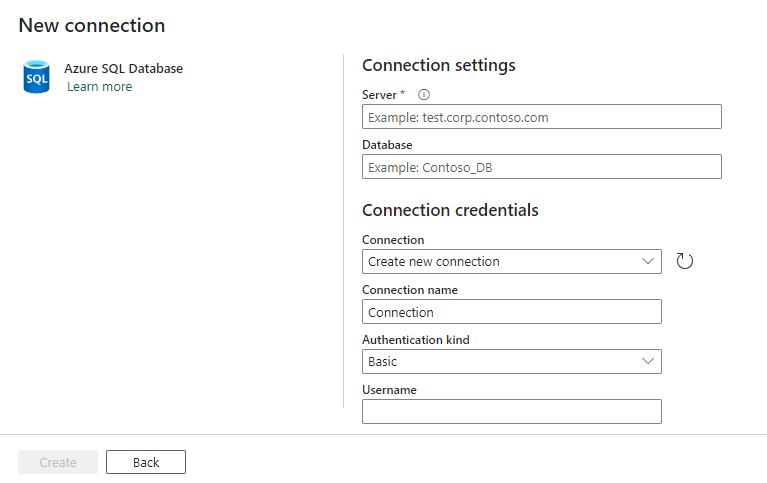 New connection
SQL
Azure SQL Database
Learn more
Connection settings
Server *
Example: test.corp.contoso.com
Database
Example: Contoso_DB
Connection credentials
Connection
Create new connection
Connection name
Connection
Authentication kind
Basic
Username
Create
Back